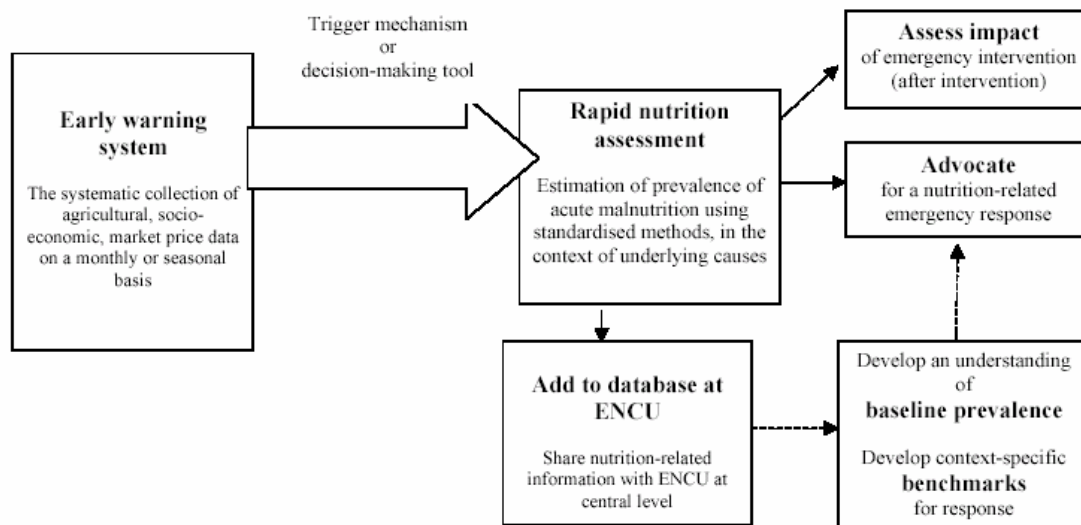 Early warning
system
The systematic collection of
agricultural, socio-
economic, market price data
on a monthly or seasonal
basis
Trigger mechanism
or
decision-making tool
Rapid nutrition
assessment
Estimation of prevalence of
acute malnutrition using
standardised methods, in the
context of underlying causes
Assess impact
of emergency intervention
(after intervention)
Advocate
for a nutrition-related
emergency response
Add to database at
ENCU
Share nutrition-related
information with ENCU at
central level
Develop an understanding
of
baseline prevalence
Develop context-specific
benchmarks
for response